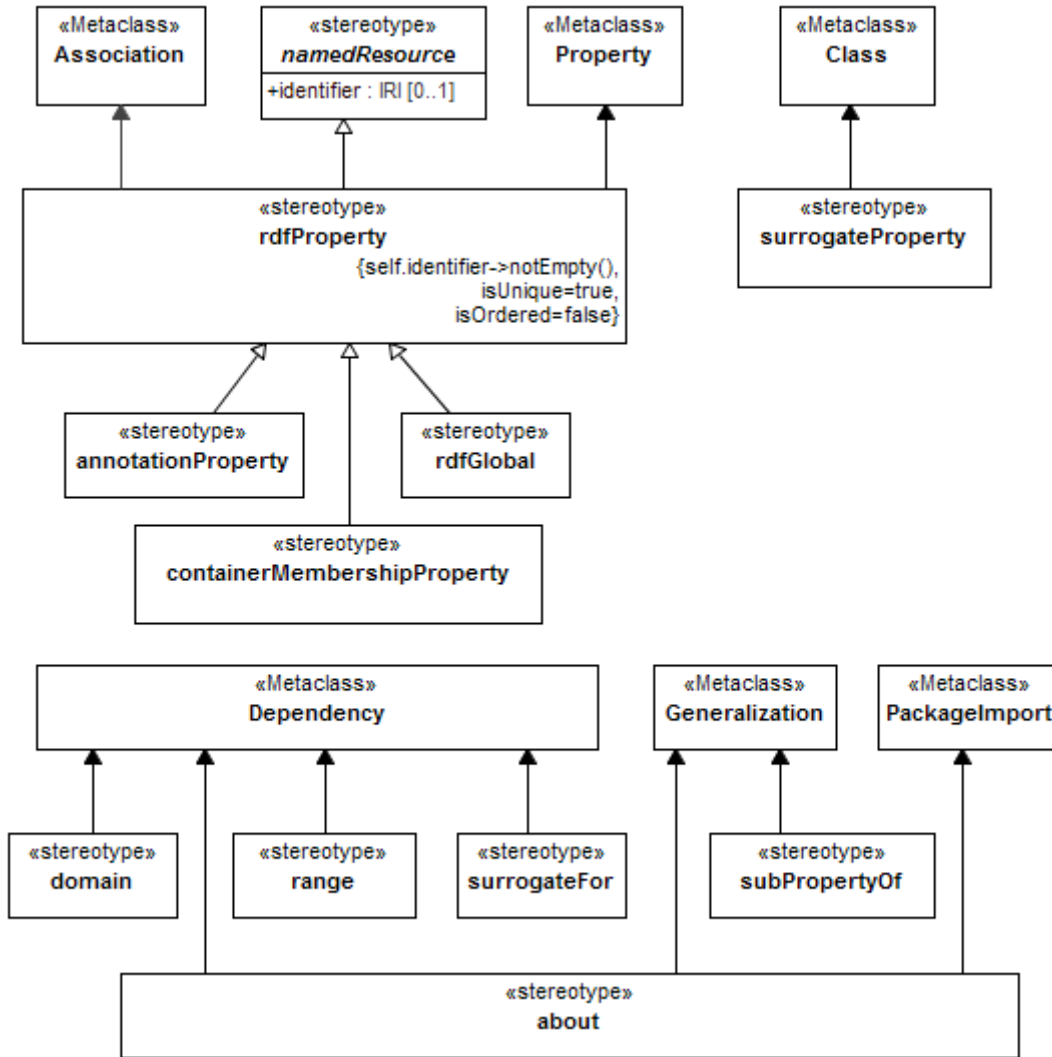 «Metaclass»
Association
«stereotype»
namedResource
+identifier : IRI [0..1]
«Metaclass»
Property
«Metaclass»
Class
«stereotype»
rdfProperty
{self.identifier->notEmpty(),
isUnique=true,
isOrdered=false}
«stereotype»
surrogateProperty
«stereotype»
annotationProperty
«stereotype»
rdfGlobal
«stereotype»
containerMembershipProperty
«Metaclass»
Dependency
«Metaclass»
Generalization
«Metaclass»
PackageImport
«stereotype»
domain
«stereotype»
range
«stereotype»
surrogateFor
«stereotype»
subPropertyOf
«stereotype»
about